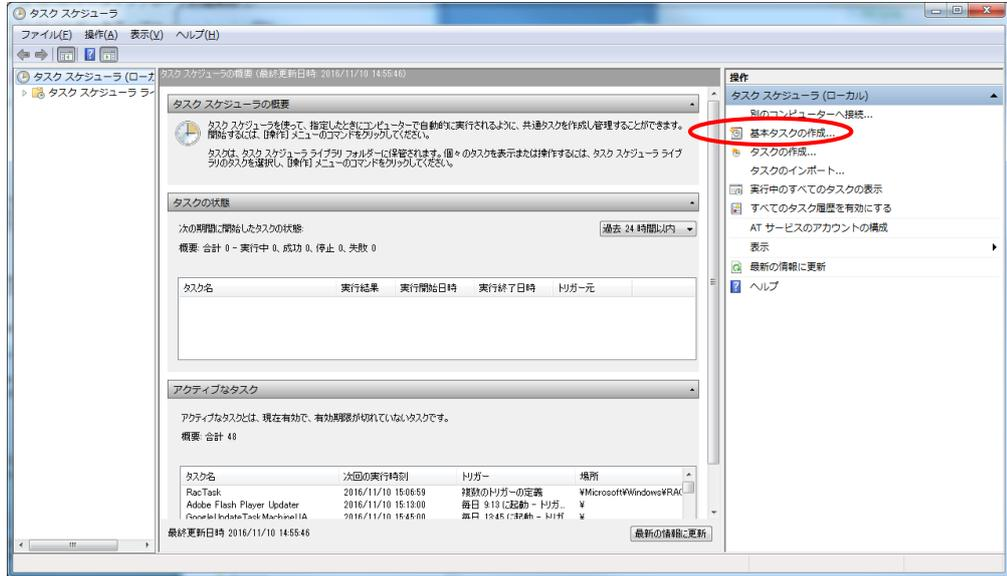 タスク スケジューラ
ファイル(F) 操作(A) 表示(V) ヘルプ(H)
タスク スケジューラ (ローカ
タスク スケジューラ ライ
タスク スケジューラの概要 (最終更新日時: 2016/11/10 14:55:46)
タスク スケジューラの概要
タスク スケジューラを使って、指定したときにコンピューターで自動的に実行されるように、共通タスクを作成し管理することができます。
開始するには、[操作] メニューのコマンドをクリックしてください。
タスクは、タスク スケジューラ ライブラリ フォルダーに保管されます。個々のタスクを表示または操作するには、タスク スケジューラ ライブ
ラリのタスクを選択し、[操作] メニューのコマンドをクリックしてください。
タスクの状態
次の期間に開始したタスクの状態:
過去 24 時間以内
概要: 合計 0 - 実行中 0、成功 0、停止 0、失敗 0
タスク名 実行結果 実行開始日時 実行終了日時 トリガー元
アクティブなタスク
アクティブなタスクとは、現在有効で、有効期限が切れていないタスクです。
概要: 合計 48
タスク名 次回の実行時刻 トリガー 場所
RacTask 2016/11/10 15:06:59 複数のトリガーの定義 ¥Microsoft¥Windows¥RAC
Adobe Flash Player Updater 2016/11/10 15:13:00 毎日 9:13 に起動 - トリガ... ¥
GoogleUpdateTaskMachineUA 2016/11/10 15:45:00 毎日 13:45 に起動 - トリガ ¥
最終更新日時 2016/11/10 14:55:46
最新の情報に更新
操作
タスク スケジューラ (ローカル)
別のコンピューターへ接続...
基本タスクの作成...
タスクの作成...
タスクのインポート...
実行中のすべてのタスクの表示
すべてのタスク履歴を有効にする
AT サービスのアカウントの構成
表示
最新の情報に更新
ヘルプ